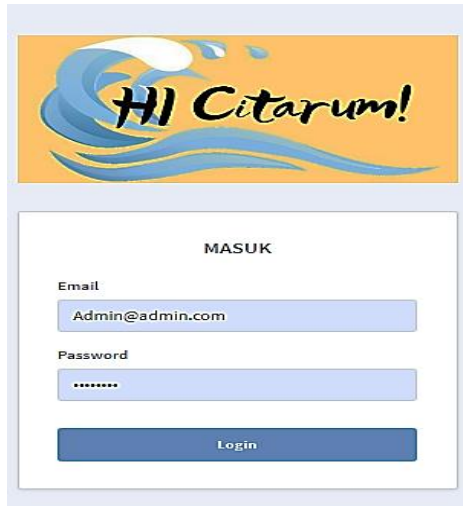 HI Citarum!
MASUK
Email
Admin@admin.com
Password
••••••••
Login